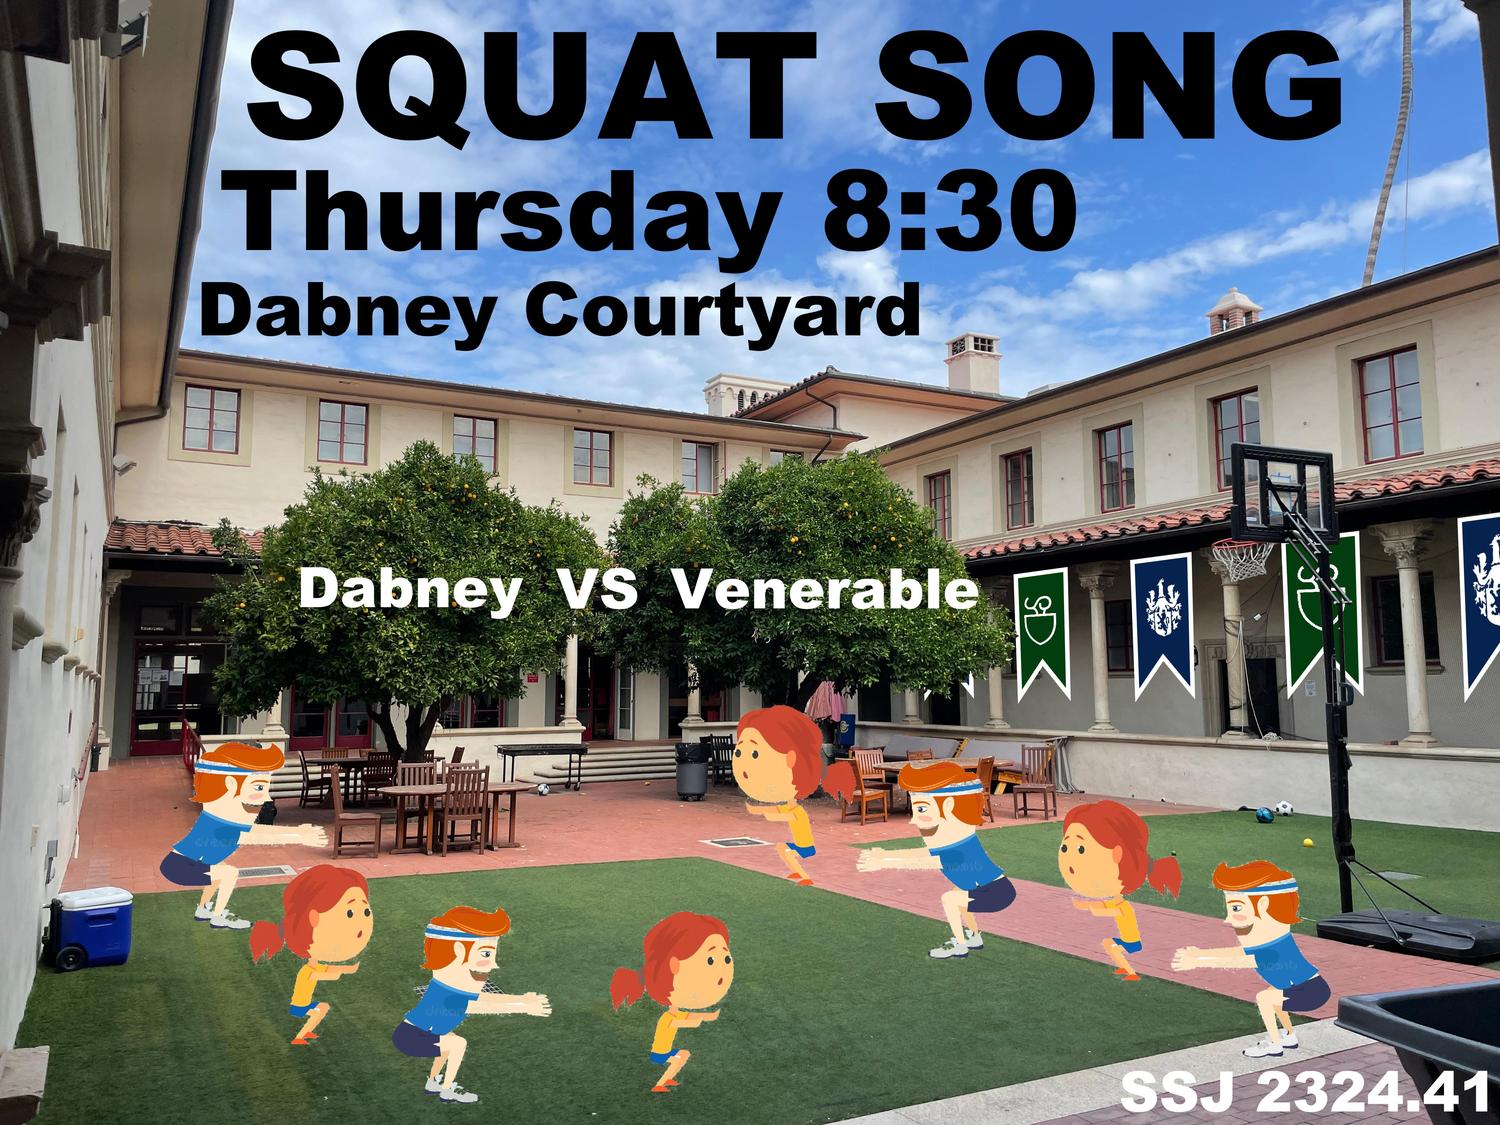 SQUAT SONG
Thursday 8:30
Dabney Courtyard
Dabney VS Venerable
SSJ 2324.41